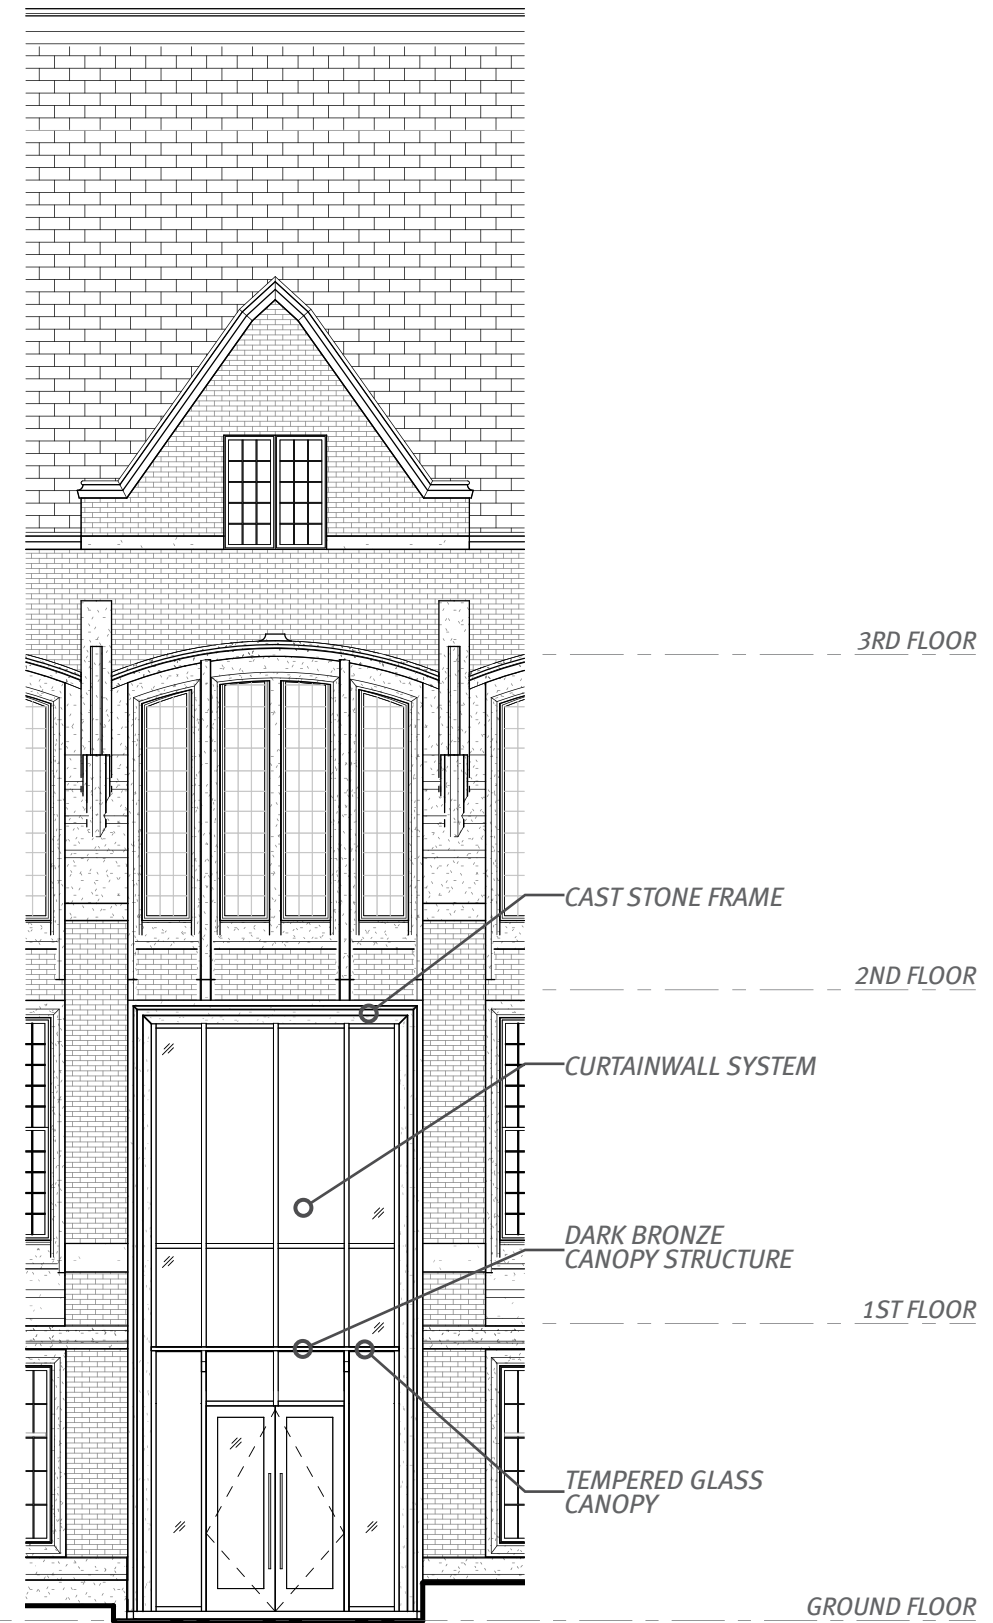 3RD FLOOR
CAST STONE FRAME
2ND FLOOR
CURTAINWALL SYSTEM
DARK BRONZE
CANOPY STRUCTURE
1ST FLOOR
TEMPERED GLASS
CANOPY
GROUND FLOOR